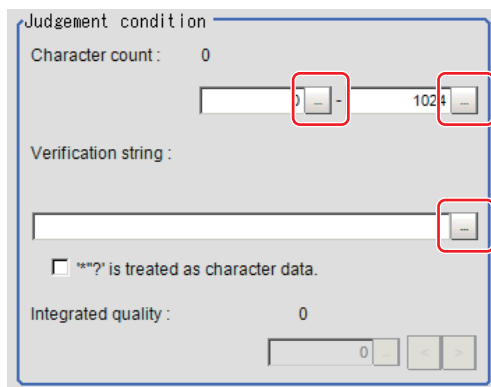 Judgement condition
Character count : 0
0 ... - 1024 ...
Verification string :
...
'*"?' is treated as character data.
Integrated quality : 0
0 ... < >